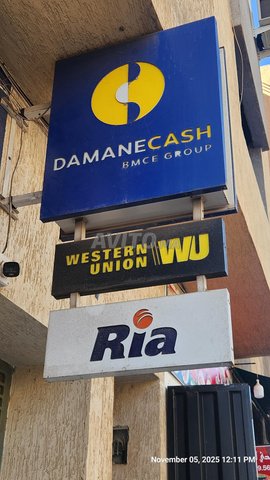 DAMANECASH
BMCE GROUP
AVITO
WESTERN
UNION
WU
Ria
November 05, 2025 12:11 PM